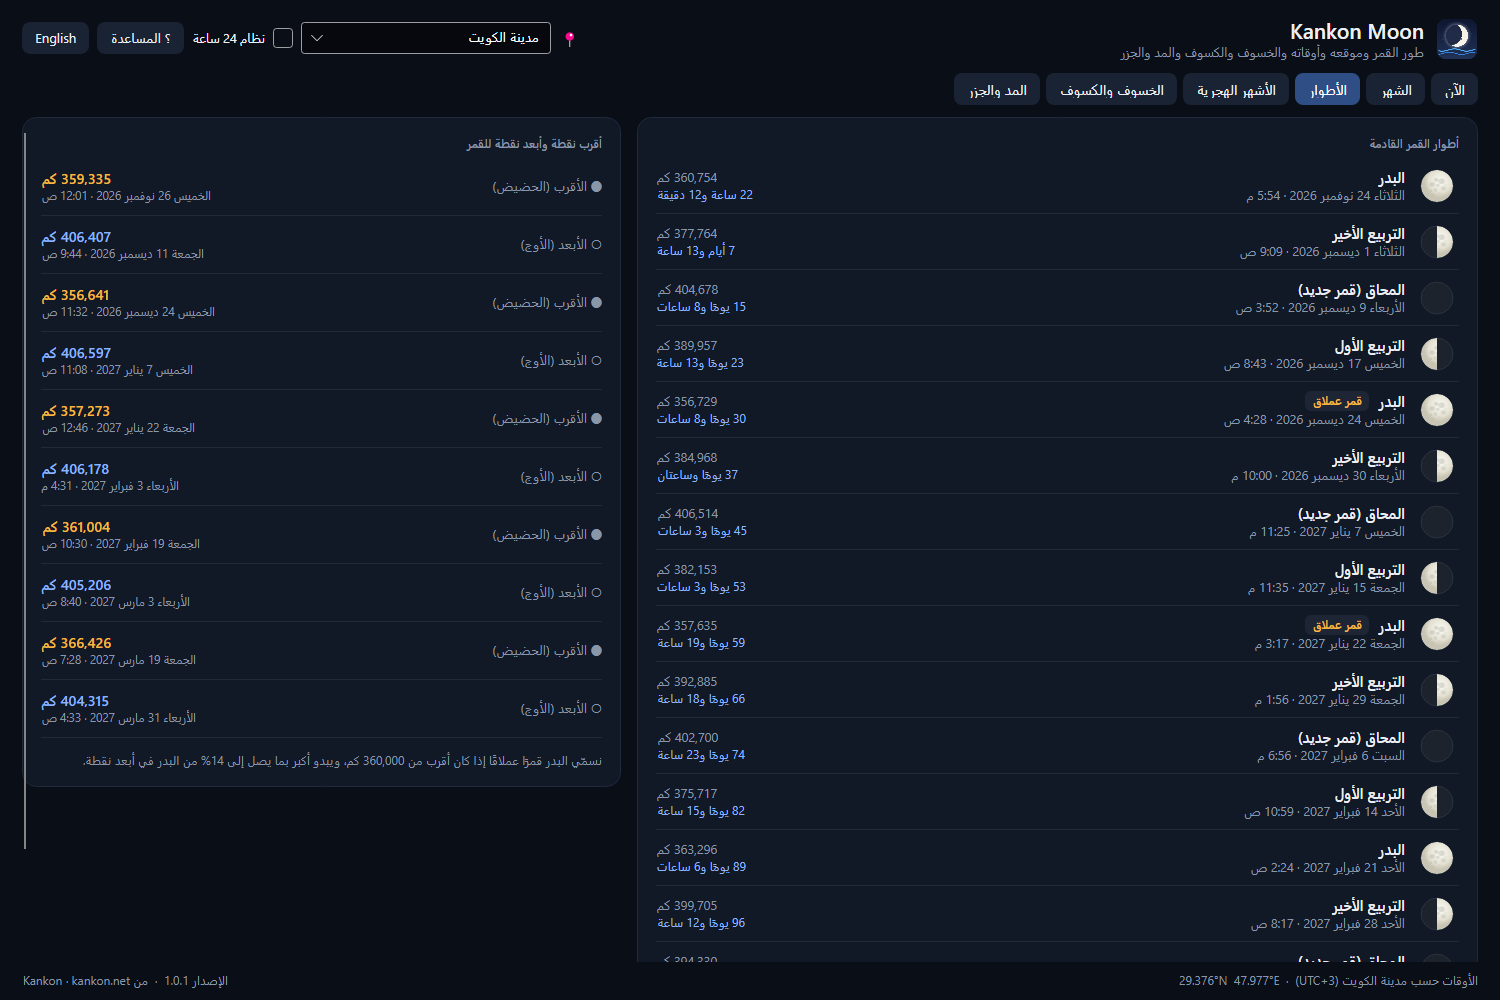 Kankon Moon
طور القمر وموقعه وأوقاته والخسوف والكسوف والمد والجزر
مدينة الكويت
نظام 24 ساعة
؟ المساعدة
English
الآن
الشهر
الأطوار
الأشهر الهجرية
الخسوف والكسوف
المد والجزر
أطوار القمر القادمة
البدر
الثلاثاء 24 نوفمبر 2026 · 5:54 م
360,754 كم
22 ساعة و12 دقيقة
التربيع الأخير
الثلاثاء 1 ديسمبر 2026 · 9:09 ص
377,764 كم
7 أيام و13 ساعة
المحاق (قمر جديد)
الأربعاء 9 ديسمبر 2026 · 3:52 ص
404,678 كم
15 يومًا و8 ساعات
التربيع الأول
الخميس 17 ديسمبر 2026 · 8:43 ص
389,957 كم
23 يومًا و13 ساعة
البدر قمر عملاق
الخميس 24 ديسمبر 2026 · 4:28 ص
356,729 كم
30 يومًا و8 ساعات
التربيع الأخير
الأربعاء 30 ديسمبر 2026 · 10:00 م
384,968 كم
37 يومًا وساعتان
المحاق (قمر جديد)
الخميس 7 يناير 2027 · 11:25 م
406,514 كم
45 يومًا و3 ساعات
التربيع الأول
الجمعة 15 يناير 2027 · 11:35 م
382,153 كم
53 يومًا و3 ساعات
البدر قمر عملاق
الجمعة 22 يناير 2027 · 3:17 م
357,635 كم
59 يومًا و19 ساعة
التربيع الأخير
الجمعة 29 يناير 2027 · 1:56 م
392,885 كم
66 يومًا و18 ساعة
المحاق (قمر جديد)
السبت 6 فبراير 2027 · 6:56 م
402,700 كم
74 يومًا و23 ساعة
التربيع الأول
الأحد 14 فبراير 2027 · 10:59 ص
375,717 كم
82 يومًا و15 ساعة
البدر
الأحد 21 فبراير 2027 · 2:24 ص
363,296 كم
89 يومًا و6 ساعات
التربيع الأخير
الأحد 28 فبراير 2027 · 8:17 ص
399,705 كم
96 يومًا و12 ساعة
المحاق (قمر جديد)
394,330 كم
أقرب نقطة وأبعد نقطة للقمر
الأقرب (الحضيض)
359,335 كم
الخميس 26 نوفمبر 2026 · 12:01 ص
الأبعد (الأوج)
406,407 كم
الجمعة 11 ديسمبر 2026 · 9:44 ص
الأقرب (الحضيض)
356,641 كم
الخميس 24 ديسمبر 2026 · 11:32 ص
الأبعد (الأوج)
406,597 كم
الخميس 7 يناير 2027 · 11:08 ص
الأقرب (الحضيض)
357,273 كم
الجمعة 22 يناير 2027 · 12:46 ص
الأبعد (الأوج)
406,178 كم
الأربعاء 3 فبراير 2027 · 4:31 م
الأقرب (الحضيض)
361,004 كم
الجمعة 19 فبراير 2027 · 10:30 ص
الأبعد (الأوج)
405,206 كم
الأربعاء 3 مارس 2027 · 8:40 ص
الأقرب (الحضيض)
366,426 كم
الجمعة 19 مارس 2027 · 7:28 ص
الأبعد (الأوج)
404,315 كم
الأربعاء 31 مارس 2027 · 4:33 ص
نسمّي البدر قمرًا عملاقًا إذا كان أقرب من 360,000 كم، ويبدو أكبر بما يصل إلى 14% من البدر في أبعد نقطة.
الأوقات حسب مدينة الكويت (UTC+3) · 29.376°N 47.977°E
الإصدار 1.0.1 · من Kankon · kankon.net